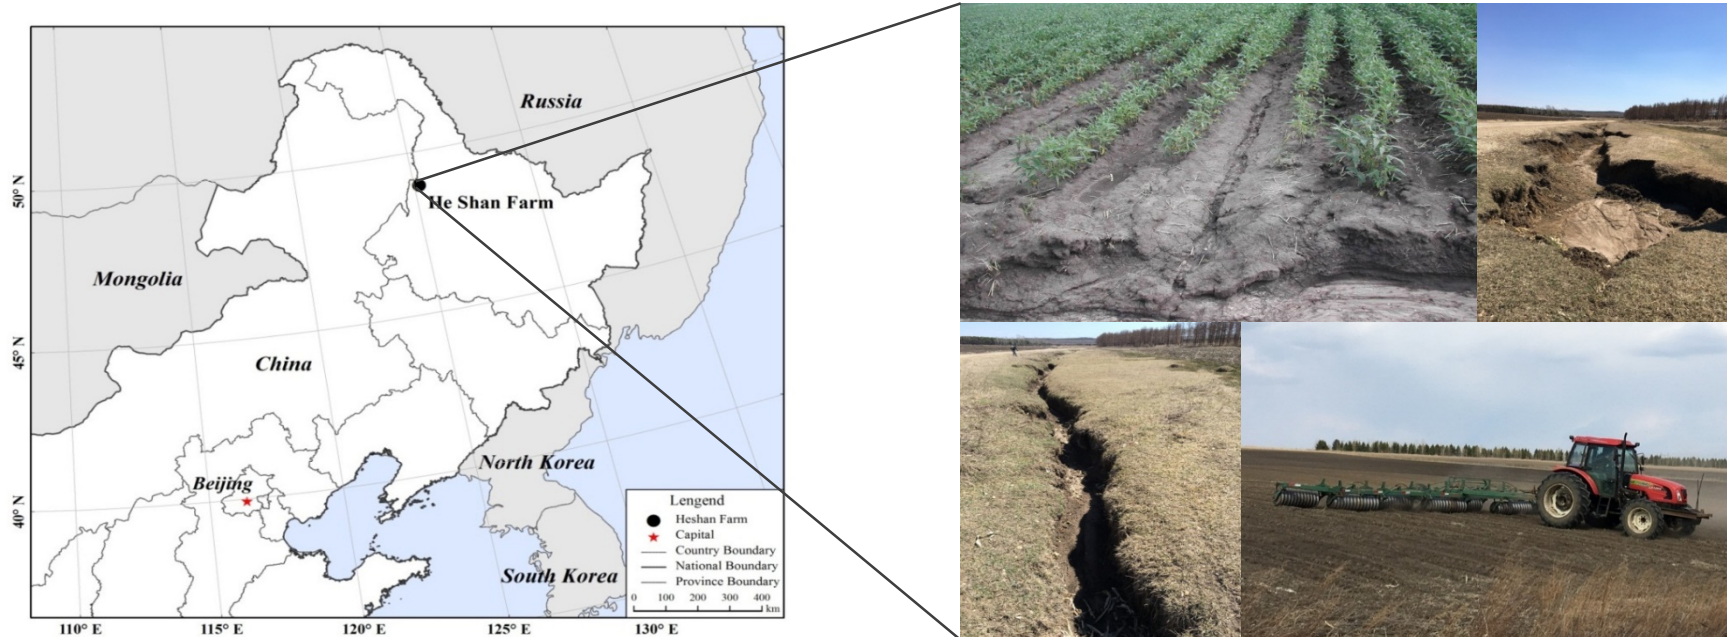 Russia
50° N
He Shan Farm
Mongolia
45° N
China
North Korea
Beijing
40° N
Lengend
Heshan Farm
Capital
Country Boundary
National Boundary
Province Boundary
0 100 200 300 400
km
South Korea
110° E 115° E 120° E 125° E 130° E